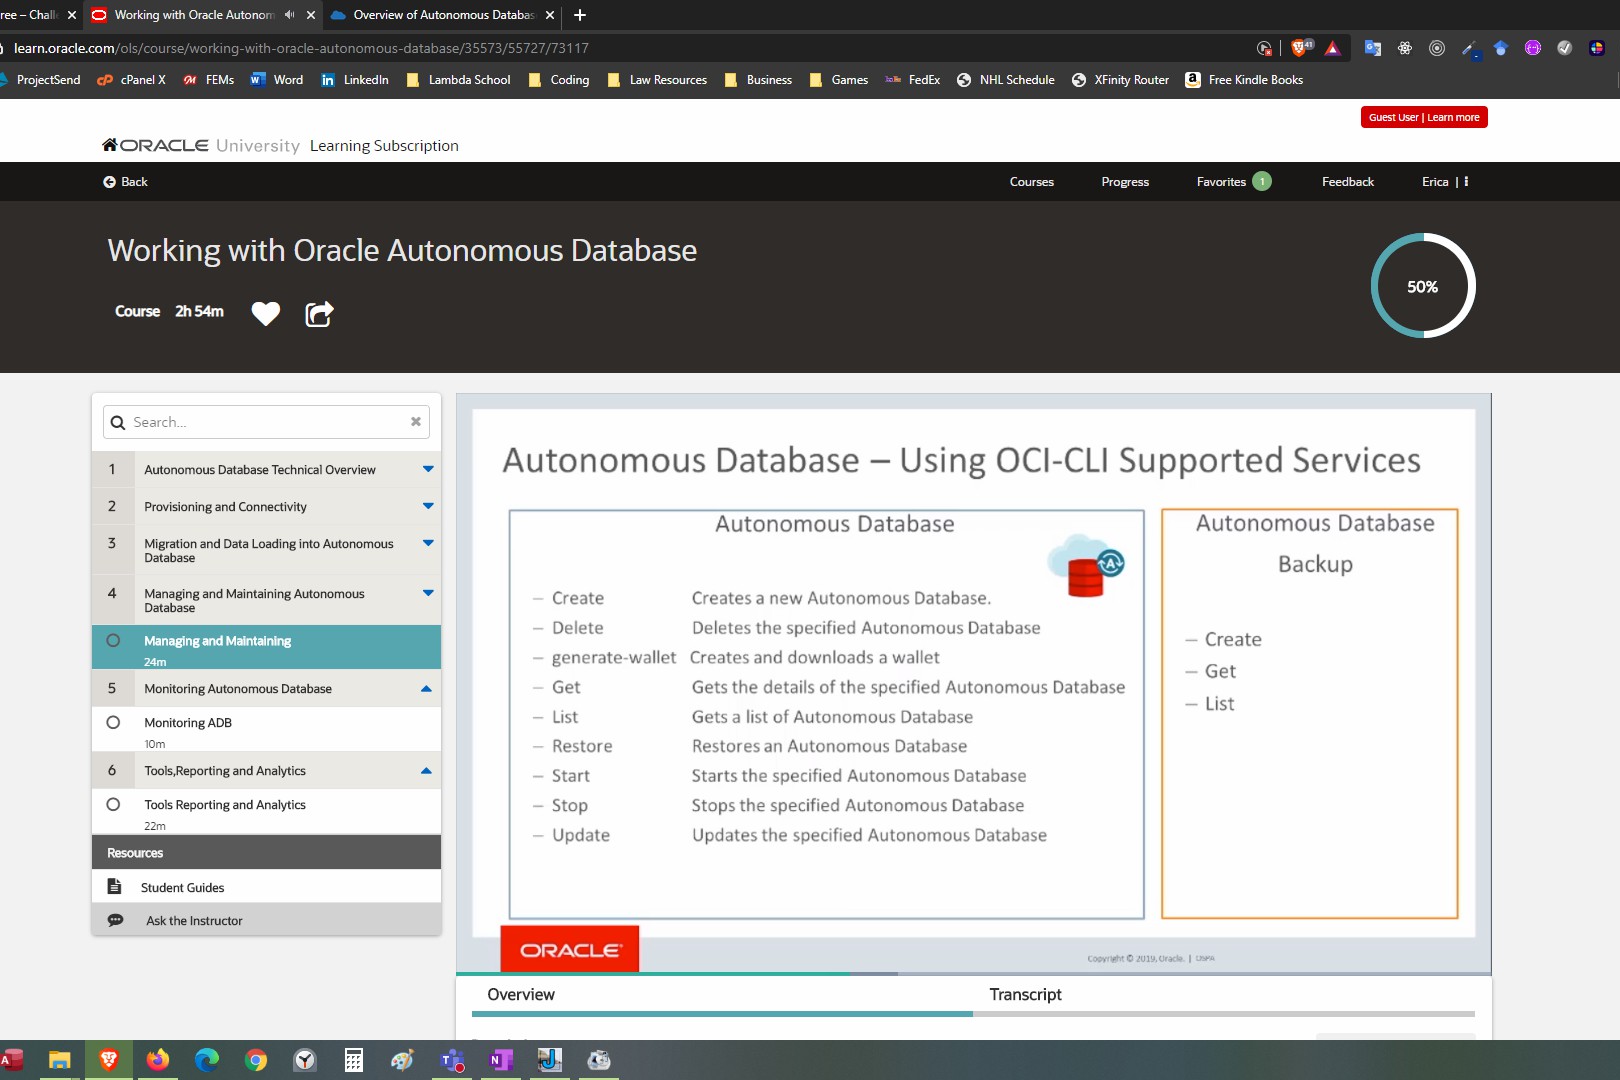 ree – Chall
Working with Oracle Autonom
Overview of Autonomous Databas
learn.oracle.com/ols/course/working-with-oracle-autonomous-database/35573/55727/73117
41
ProjectSend
cPanel X
FEMs
Word
LinkedIn
Lambda School
Coding
Law Resources
Business
Games
FedEx
NHL Schedule
XFinity Router
Free Kindle Books
Guest User | Learn more
ORACLE University Learning Subscription
Back
Courses
Progress
Favorites 1
Feedback
Erica |
Working with Oracle Autonomous Database
Course 2h 54m
50%
Search...
1 Autonomous Database Technical Overview
2 Provisioning and Connectivity
3 Migration and Data Loading into Autonomous
Database
4 Managing and Maintaining Autonomous
Database
Managing and Maintaining
24m
5 Monitoring Autonomous Database
Monitoring ADB
10m
6 Tools,Reporting and Analytics
Tools Reporting and Analytics
22m
Resources
Student Guides
Ask the Instructor
Autonomous Database – Using OCI-CLI Supported Services
Autonomous Database
– Create Creates a new Autonomous Database.
– Delete Deletes the specified Autonomous Database
– generate-wallet Creates and downloads a wallet
– Get Gets the details of the specified Autonomous Database
– List Gets a list of Autonomous Database
– Restore Restores an Autonomous Database
– Start Starts the specified Autonomous Database
– Stop Stops the specified Autonomous Database
– Update Updates the specified Autonomous Database
Autonomous Database
Backup
– Create
– Get
– List
ORACLE
Copyright © 2019, Oracle. |
Overview
Transcript